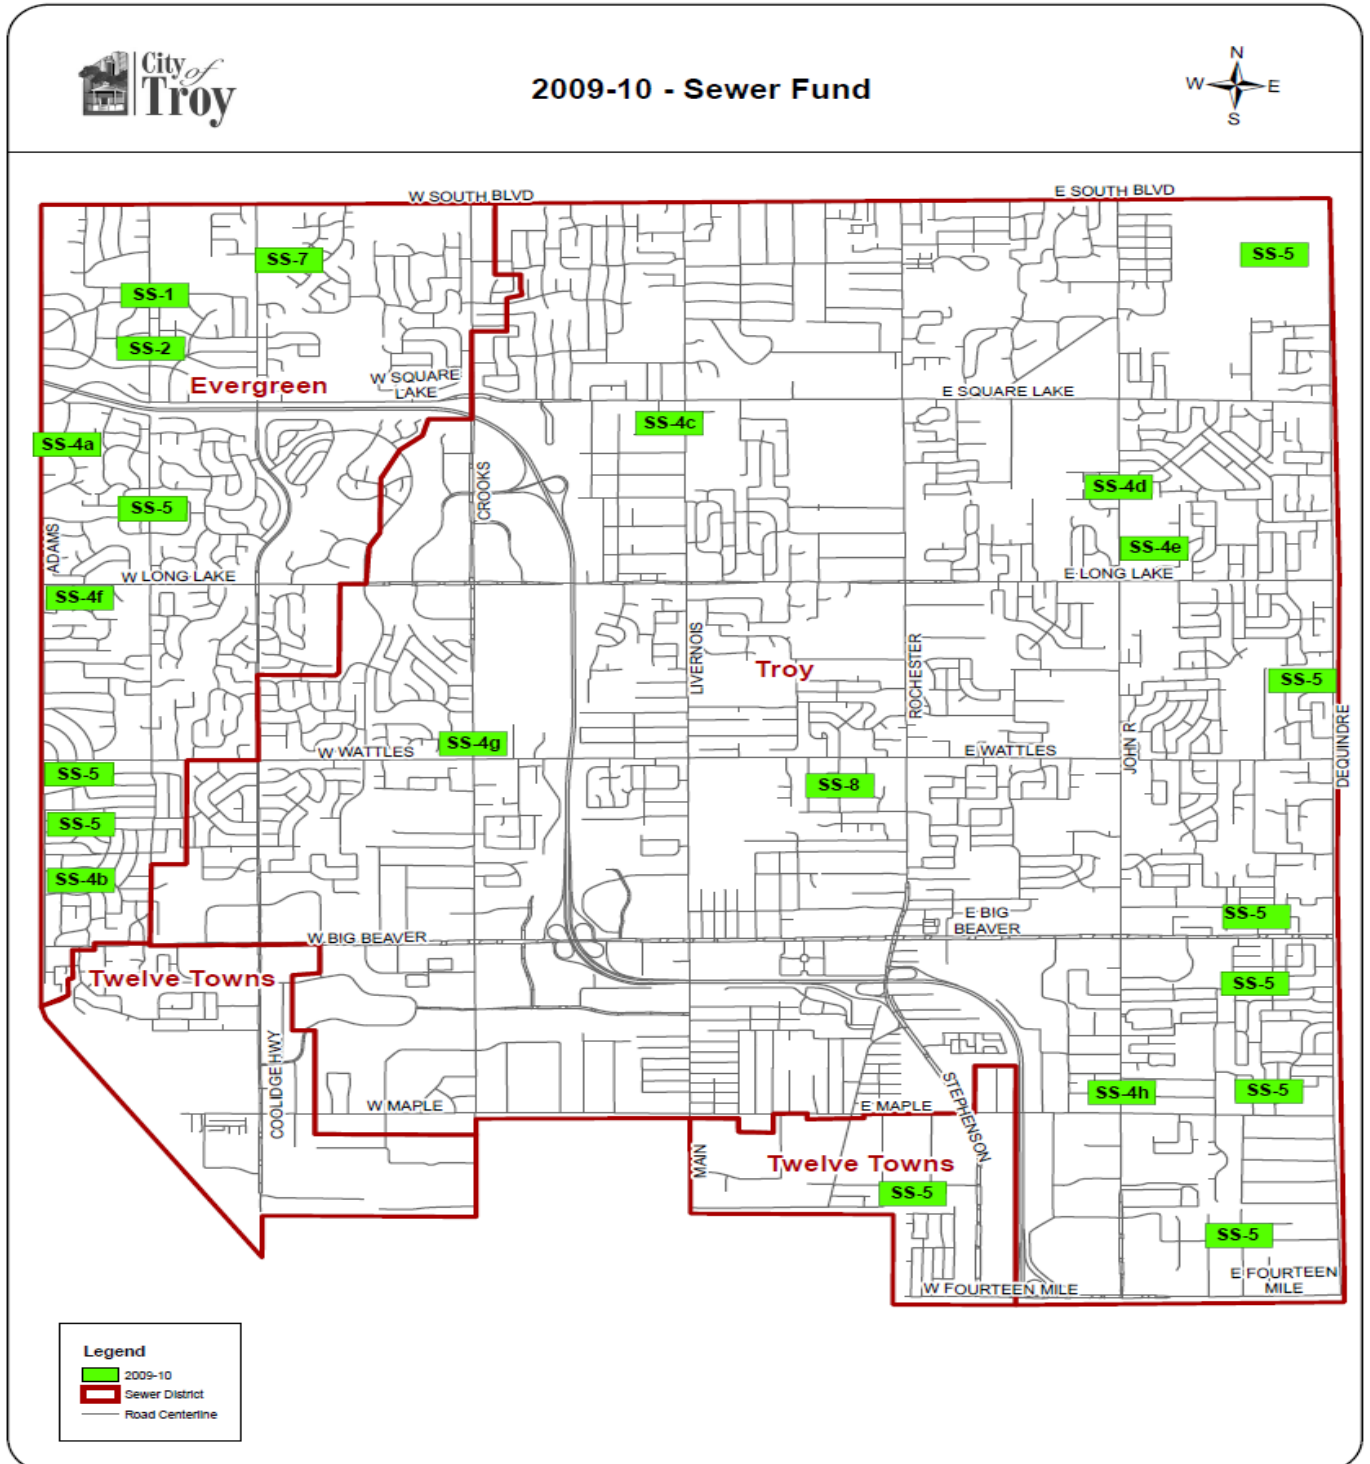 City of
Troy
2009-10 - Sewer Fund
N
W
E
S
W SOUTH BLVD
E SOUTH BLVD
SS-7
SS-5
SS-1
SS-2
Evergreen
W SQUARE
LAKE
E SQUARE LAKE
SS-4a
SS-4c
CROOKS
SS-4d
SS-5
ADAMS
SS-4e
W LONG LAKE
E LONG LAKE
SS-4f
LIVERNOIS
Troy
ROCHESTER
SS-5
SS-4g
W WATTLES
E WATTLES
JOHN R
DEQUINDRE
SS-5
SS-8
SS-5
SS-4b
SS-5
E BIG
BEAVER
W BIG BEAVER
Twelve Towns
SS-5
COOLIDGE HWY
STEPHENSON
SS-4h
SS-5
W MAPLE
E MAPLE
MAIN
Twelve Towns
SS-5
SS-5
W FOURTEEN MILE
E FOURTEEN
MILE
Legend
2009-10
Sewer District
Road Centerline